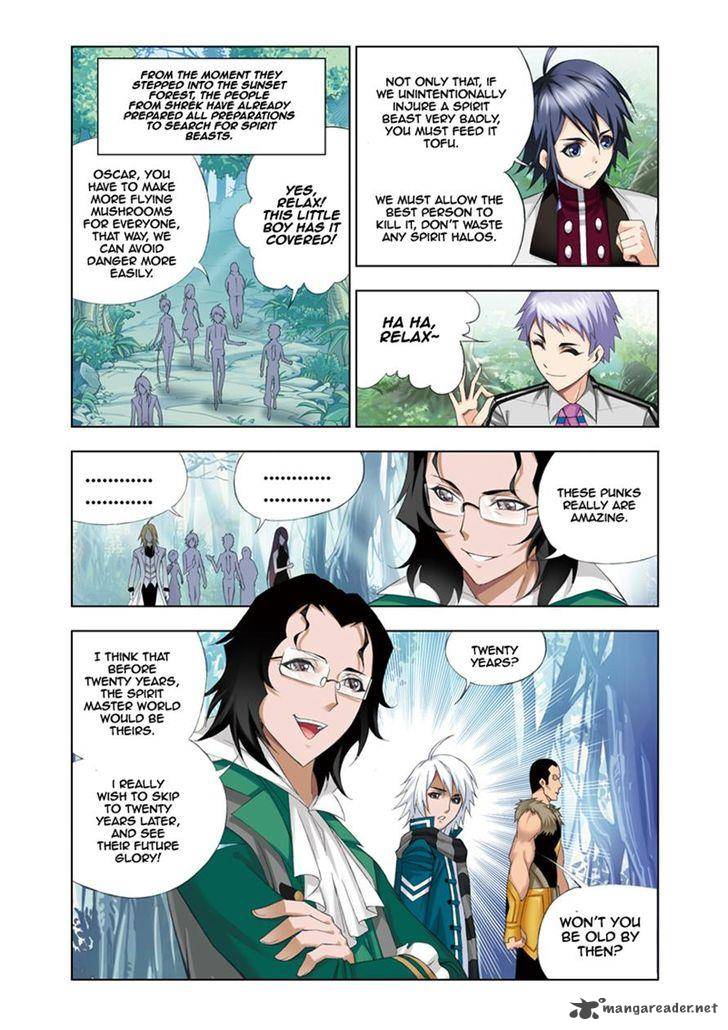 FROM THE MOMENT THEY
STEPPED INTO THE SUNSET
FOREST, THE PEOPLE
FROM SHREK HAVE ALREADY
PREPARED ALL PREPARATIONS
TO SEARCH FOR SPIRIT
BEASTS.
OSCAR, YOU
HAVE TO MAKE
MORE FLYING
MUSHROOMS
FOR EVERYONE,
THAT WAY, WE
CAN AVOID
DANGER MORE
EASILY.
YES,
RELAX!
THIS LITTLE
BOY HAS IT
COVERED!
NOT ONLY THAT, IF
WE UNINTENTIONALLY
INJURE A SPIRIT
BEAST VERY BADLY,
YOU MUST FEED IT
TOFU.
WE MUST ALLOW THE
BEST PERSON TO
KILL IT, DON'T WASTE
ANY SPIRIT HALOS.
HA HA,
RELAX~
.............
.............
.............
.............
THESE PUNKS
REALLY ARE
AMAZING.
I THINK THAT
BEFORE
TWENTY YEARS,
THE SPIRIT
MASTER WORLD
WOULD BE
THEIRS.
I REALLY
WISH TO SKIP
TO TWENTY
YEARS LATER,
AND SEE
THEIR FUTURE
GLORY!
TWENTY
YEARS?
WON'T YOU
BE OLD BY
THEN?
mangareader.net